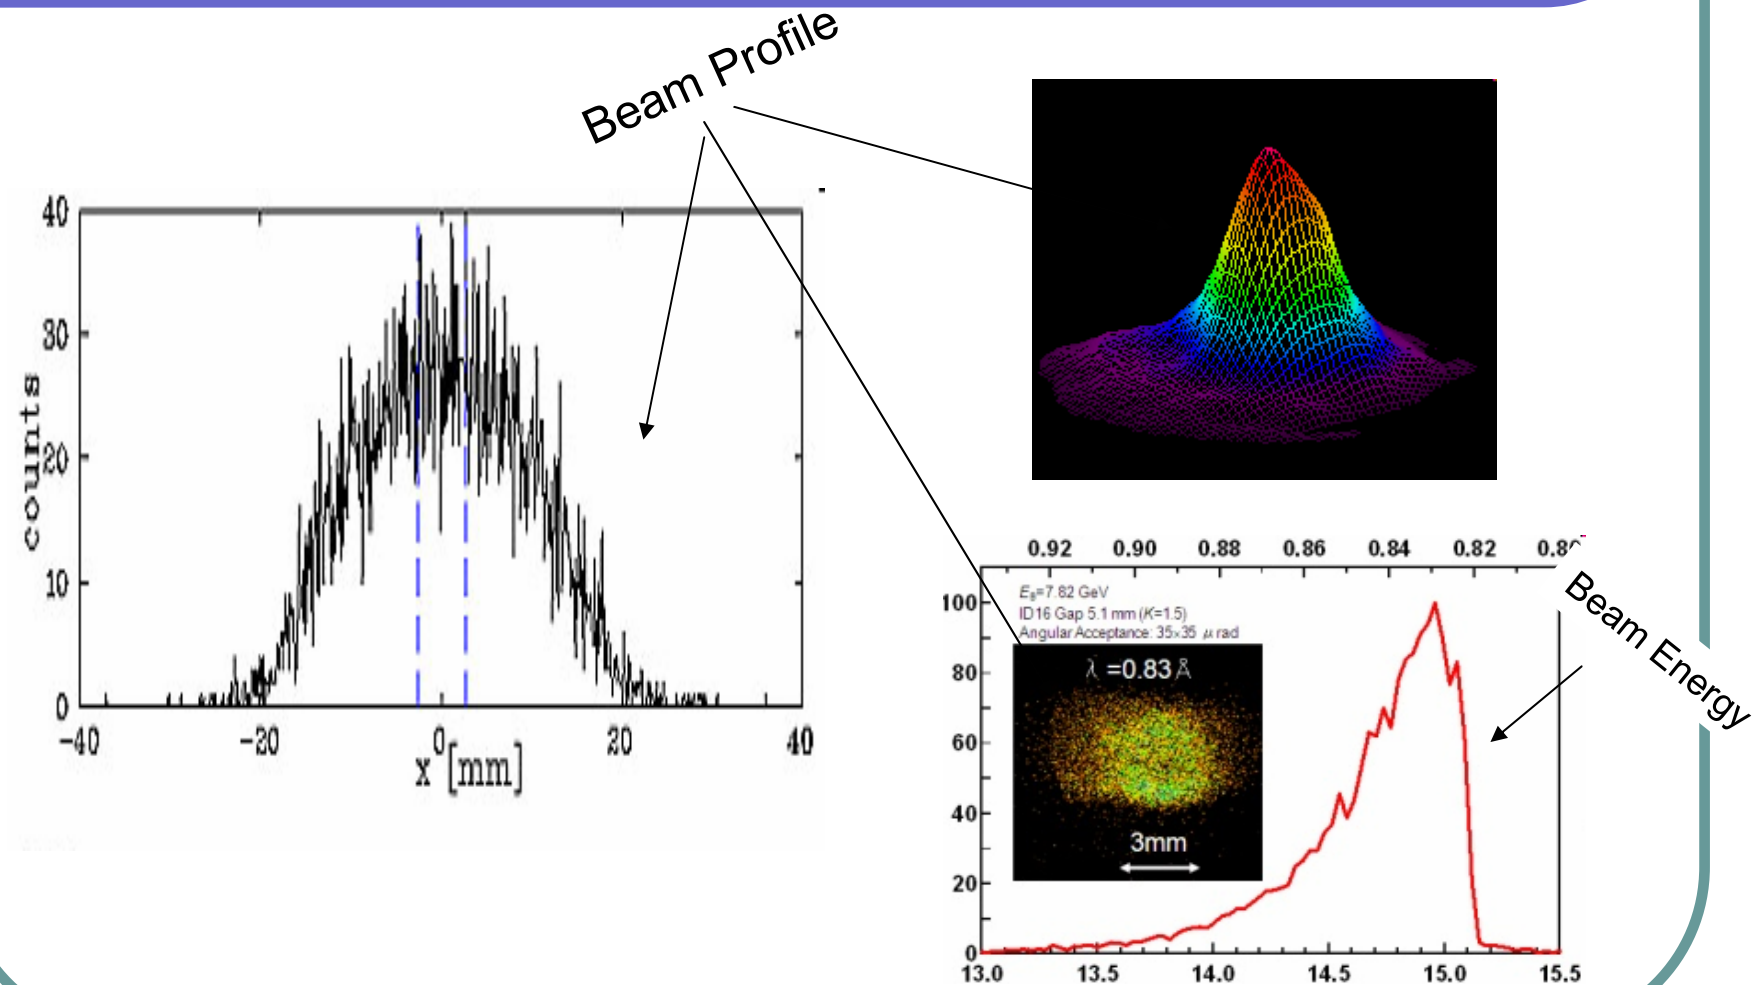 Beam Profile
40
30
20
10
0
counts
-40 -20 0 20 40
x [mm]
0.92 0.90 0.88 0.86 0.84 0.82
E8=7.82 GeV
ID16 Gap 5.1 mm (K=1.5)
Angular Acceptance: 35×35 μrad
λ =0.83 Å
3mm
100
80
60
40
20
0
13.0 13.5 14.0 14.5 15.0 15.5
Beam Energy